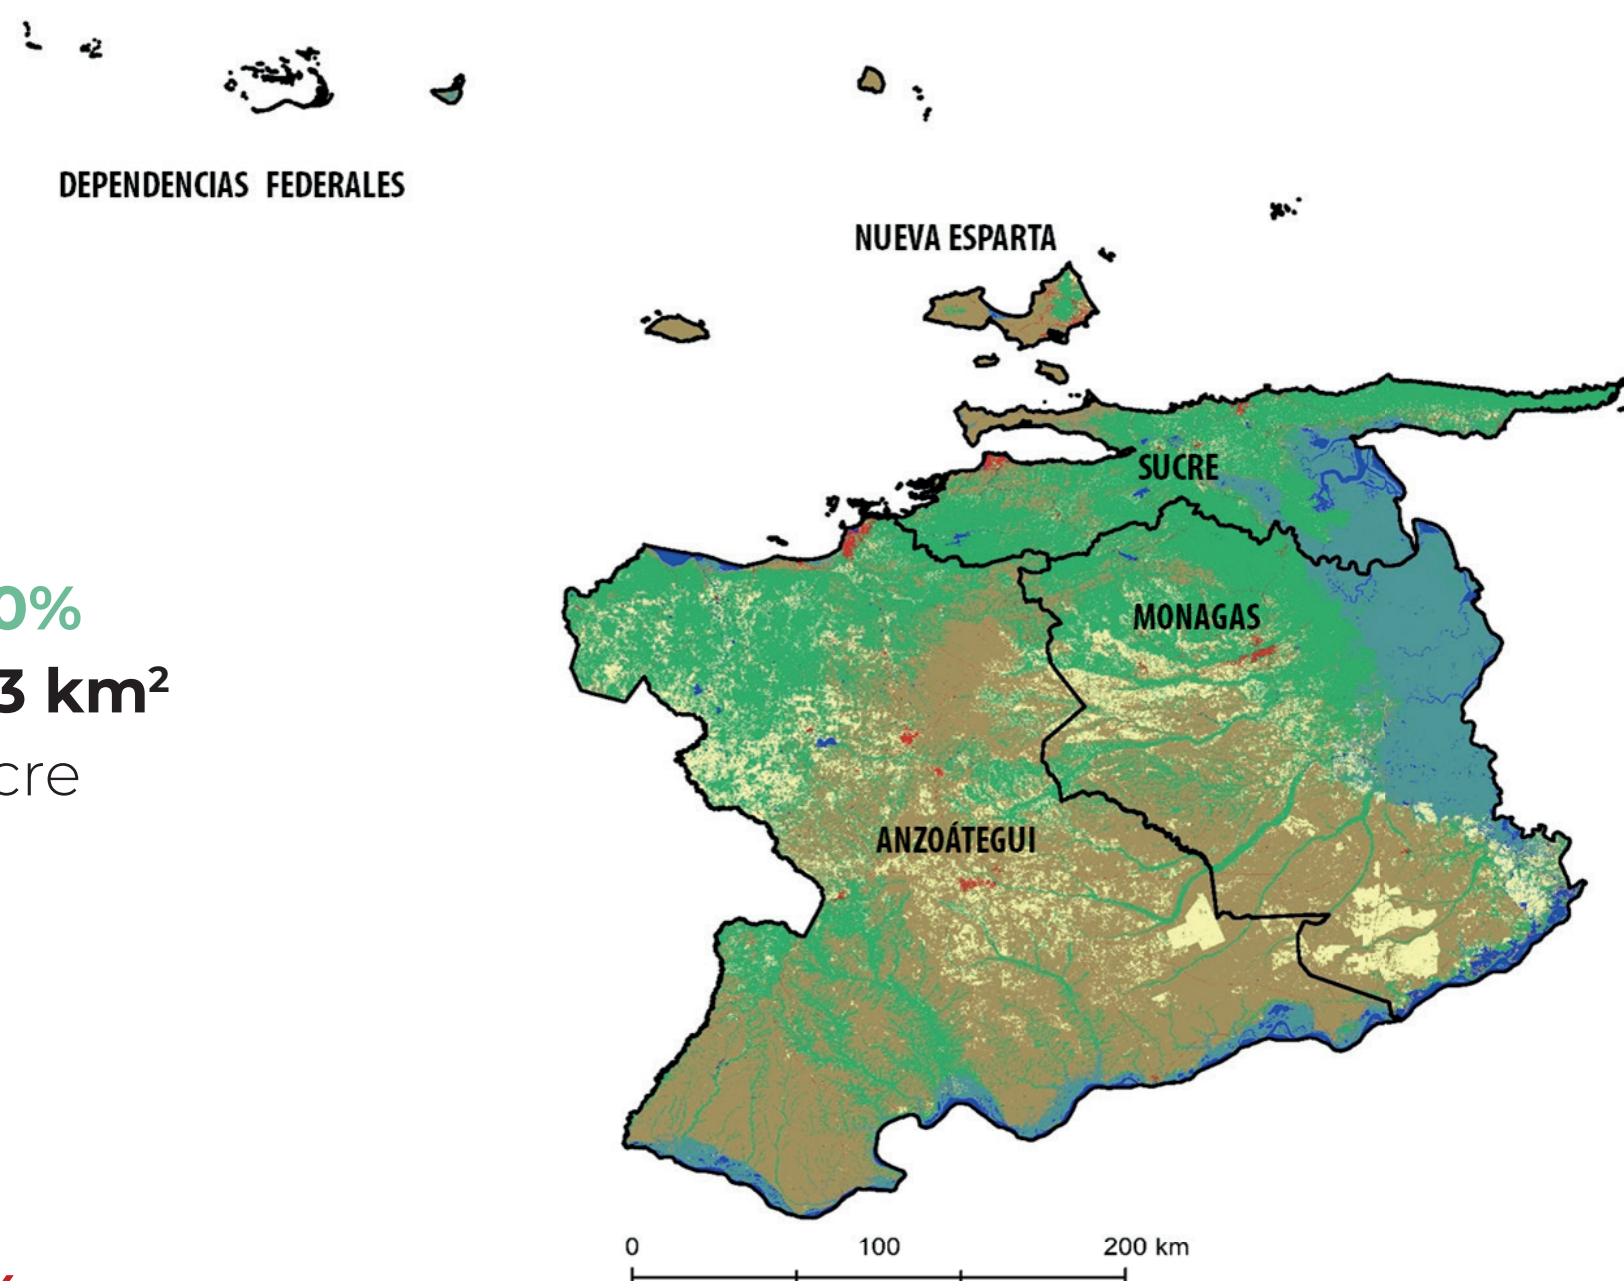 DEPENDENCIAS FEDERALES
NUEVA ESPARTA
SUCRE
0%
MONAGAS
3 km²
cre
ANZOÁTEGUI
0 100 200 km